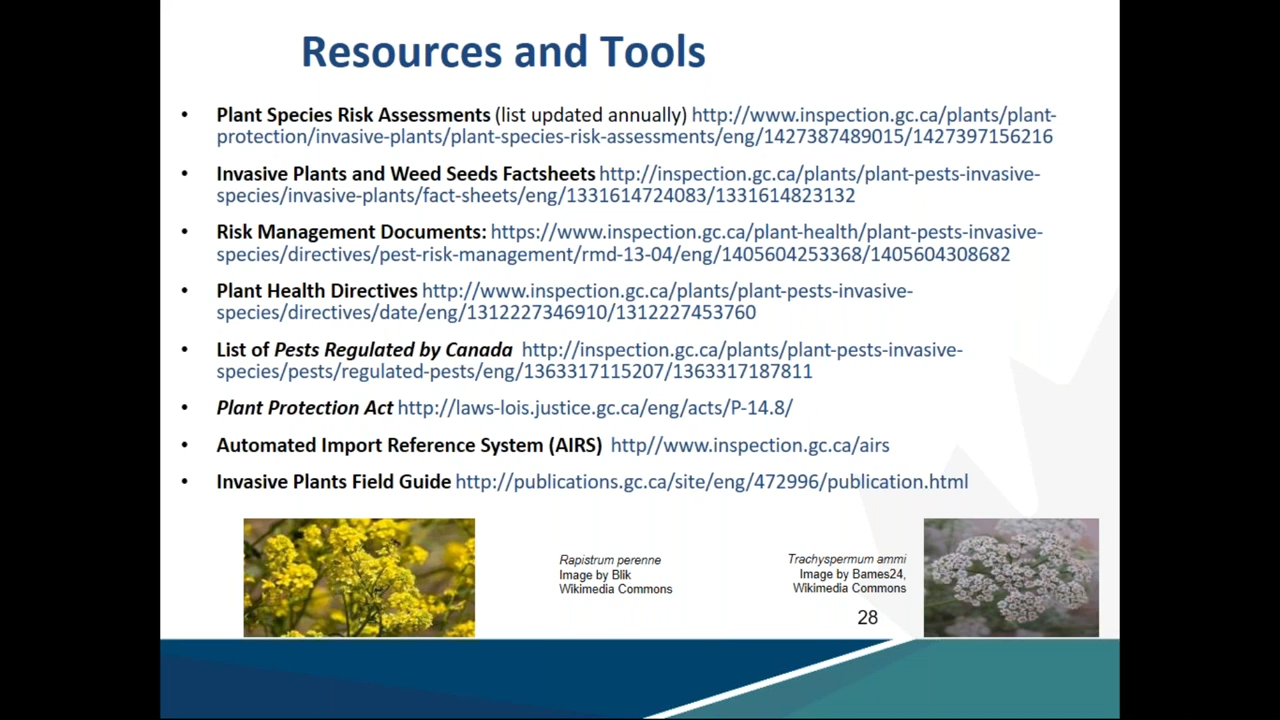 Resources and Tools
• Plant Species Risk Assessments (list updated annually) http://www.inspection.gc.ca/plants/plant-
protection/invasive-plants/plant-species-risk-assessments/eng/1427387489015/1427397156216
• Invasive Plants and Weed Seeds Factsheets http://inspection.gc.ca/plants/plant-pests-invasive-
species/invasive-plants/fact-sheets/eng/1331614724083/1331614823132
• Risk Management Documents: https://www.inspection.gc.ca/plant-health/plant-pests-invasive-
species/directives/pest-risk-management/rmd-13-04/eng/1405604253368/1405604308682
• Plant Health Directives http://www.inspection.gc.ca/plants/plant-pests-invasive-
species/directives/date/eng/1312227346910/1312227453760
• List of Pests Regulated by Canada http://inspection.gc.ca/plants/plant-pests-invasive-
species/pests/regulated-pests/eng/1363317115207/1363317187811
• Plant Protection Act http://laws-lois.justice.gc.ca/eng/acts/P-14.8/
• Automated Import Reference System (AIRS) http//www.inspection.gc.ca/airs
• Invasive Plants Field Guide http://publications.gc.ca/site/eng/472996/publication.html
Rapistrum perenne
Image by Blik
Wikimedia Commons
Trachyspermum ammi
Image by Bames24,
Wikimedia Commons
28